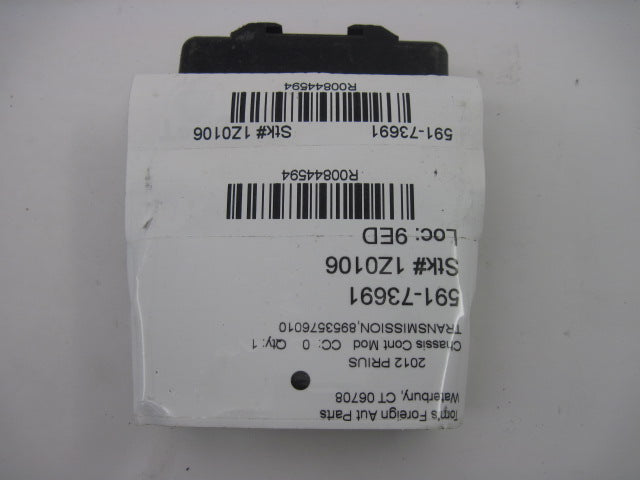 Tom's Foreign Aut Parts
Waterbury, CT 06708
2012 PRIUS
Chassis Cont Mod CC: 0 Qty: 1
TRANSMISSION,8953576010
591-73691
Stk# 1Z0106
Loc: 9ED
R00844594
591-73691 Stk# 1Z0106
R00844594